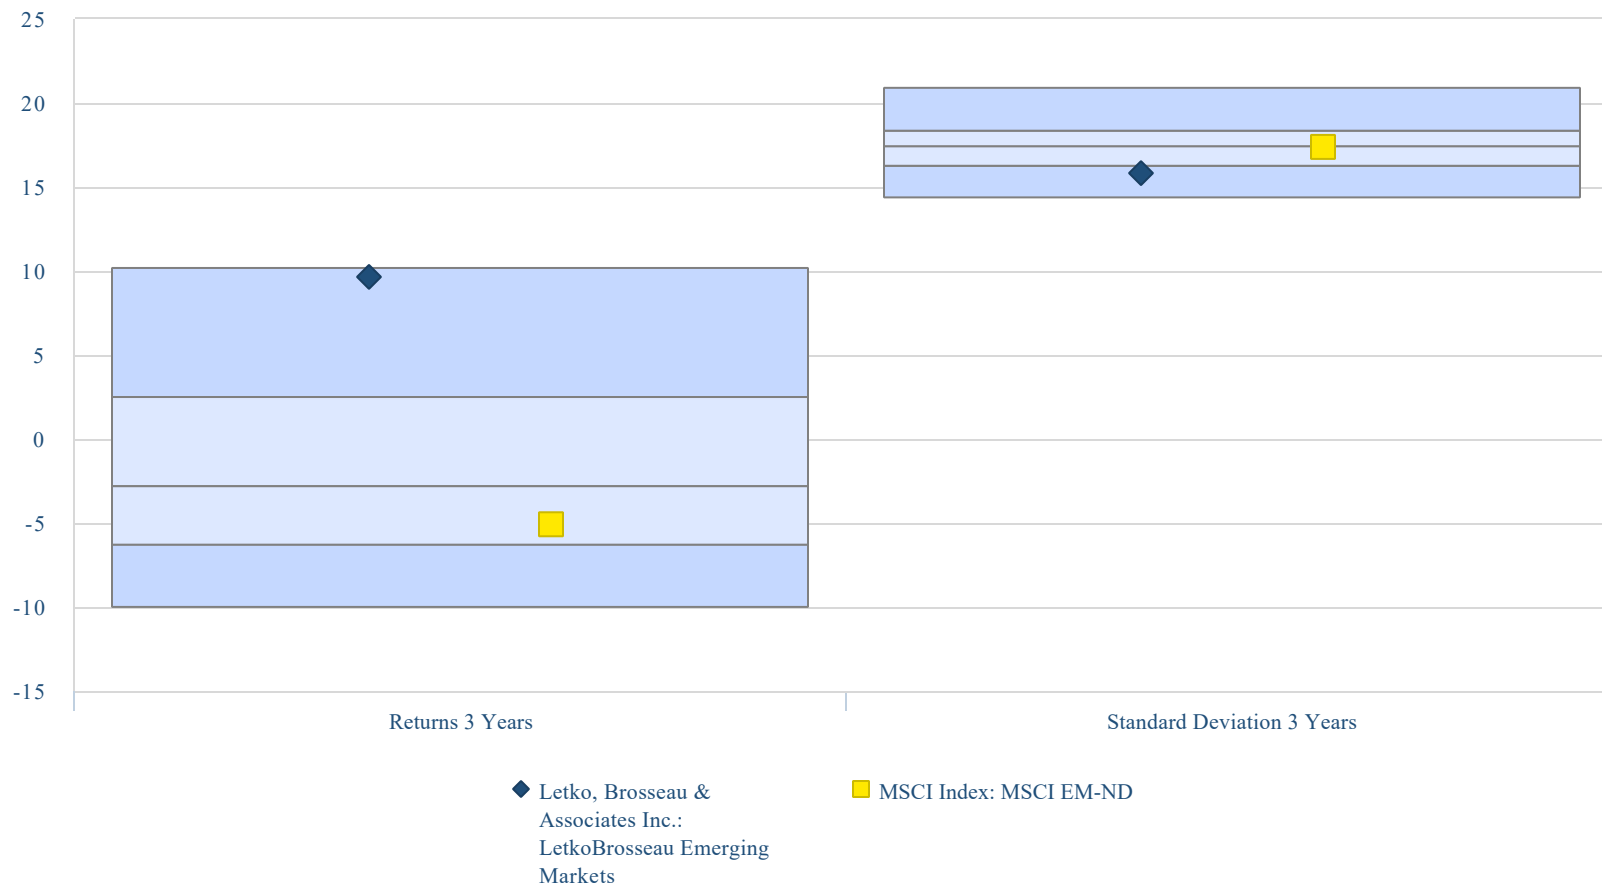 25
20
15
10
5
0
-5
-10
-15
Returns 3 Years
Standard Deviation 3 Years
Letko, Brosseau &
Associates Inc.:
LetkoBrosseau Emerging
Markets
MSCI Index: MSCI EM-ND